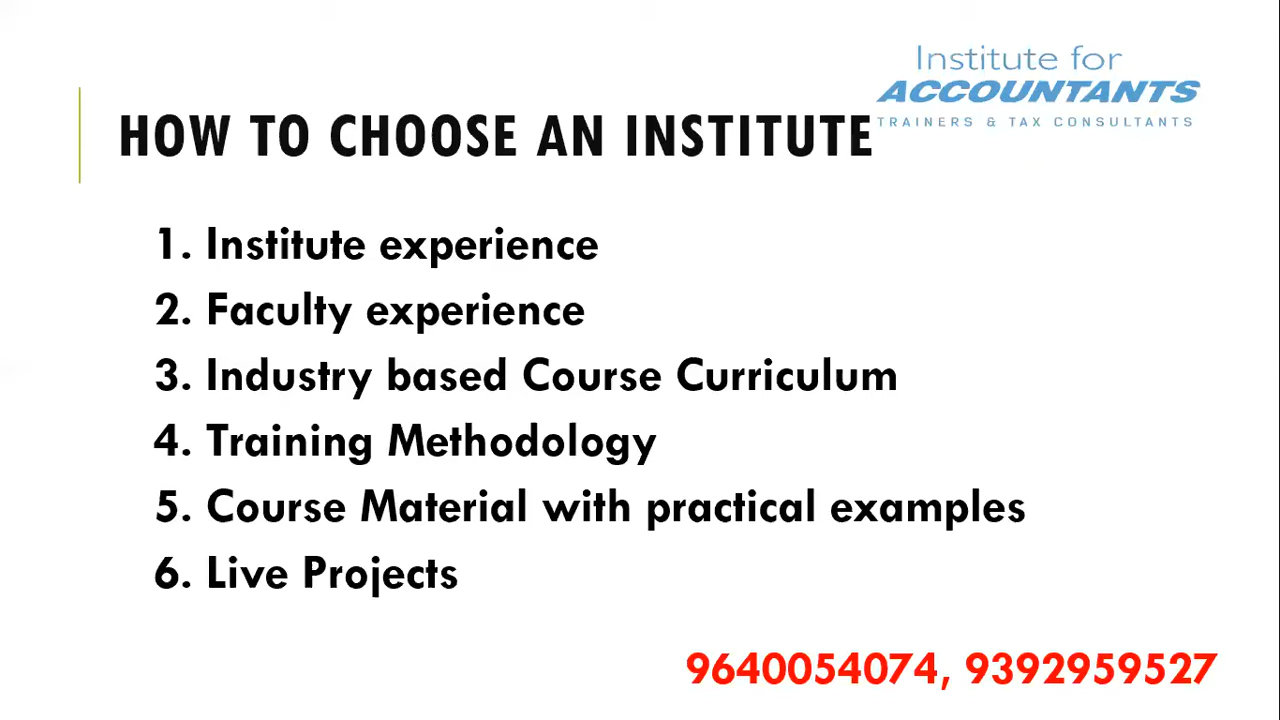 Institute for
ACCOUNTANTS
TRAINERS & TAX CONSULTANTS
HOW TO CHOOSE AN INSTITUTE
1. Institute experience
2. Faculty experience
3. Industry based Course Curriculum
4. Training Methodology
5. Course Material with practical examples
6. Live Projects
9640054074, 9392959527